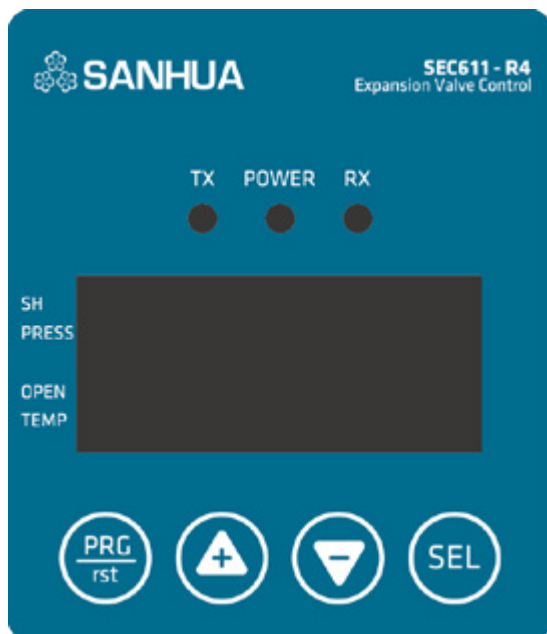 SANHUA
SEC611 - R4
Expansion Valve Control
TX POWER RX
SH
PRESS
OPEN
TEMP
PRG
rst
+
-
SEL